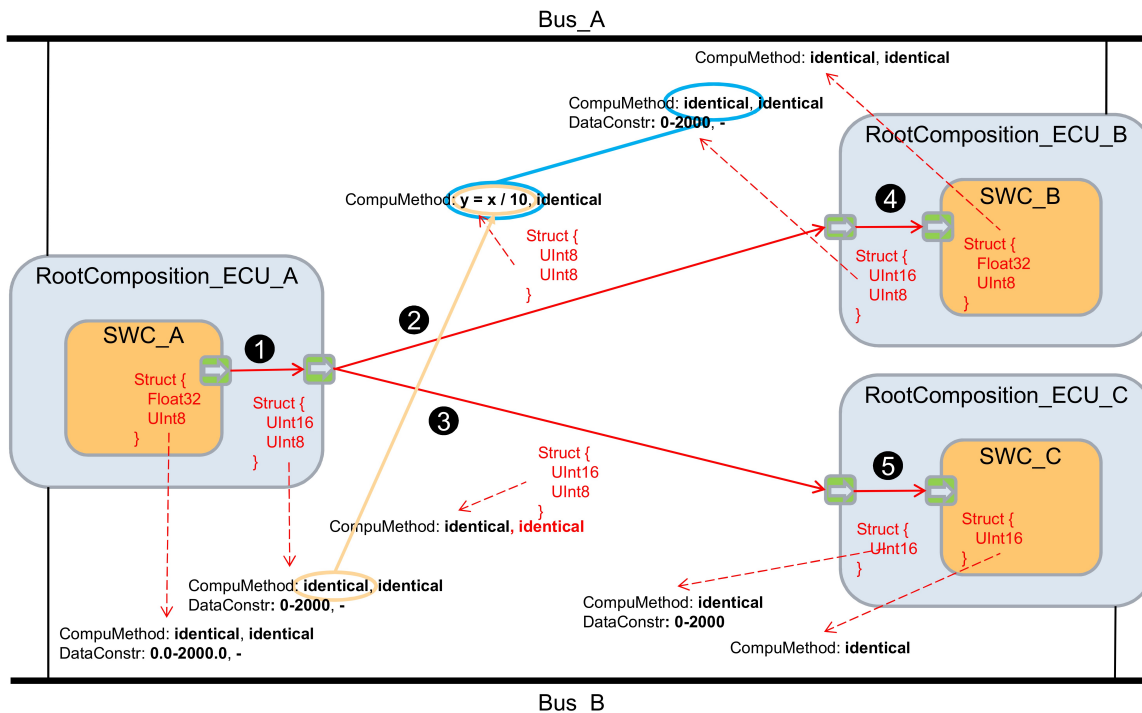 Bus_A
CompuMethod: identical, identical
CompuMethod: identical, identical
DataConstr: 0-2000, -
RootComposition_ECU_B
SWC_B
4
Struct {
Float32
UInt8
}
Struct {
UInt16
UInt8
}
CompuMethod: y = x / 10, identical
Struct {
UInt8
UInt8
}
RootComposition_ECU_A
SWC_A
1
Struct {
Float32
UInt8
}
Struct {
UInt16
UInt8
}
2
3
RootComposition_ECU_C
SWC_C
5
Struct {
UInt16
}
Struct {
UInt16
}
Struct {
UInt16
UInt8
}
CompuMethod: identical, identical
CompuMethod: identical, identical
DataConstr: 0-2000, -
CompuMethod: identical, identical
DataConstr: 0.0-2000.0, -
CompuMethod: identical
DataConstr: 0-2000
CompuMethod: identical
Bus_B